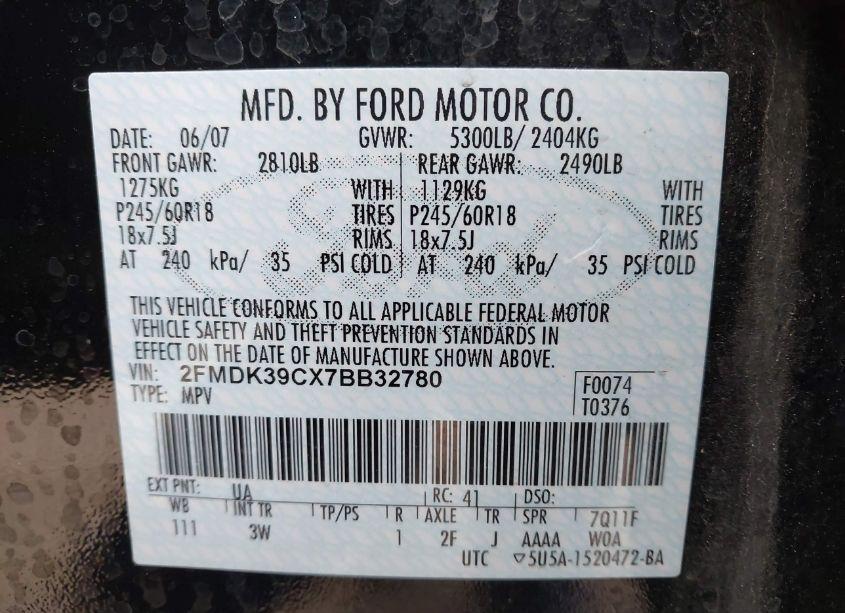 MFD. BY FORD MOTOR CO.
DATE: 06/07 GVWR: 5300LB/ 2404KG
FRONT GAWR: 2810LB REAR GAWR: 2490LB
1275KG WITH 1129KG WITH
P245/60R18 TIRES P245/60R18 TIRES
18x7.5J RIMS 18x7.5J RIMS
AT 240 kPa/ 35 PSI COLD AT 240 kPa/ 35 PSI COLD
THIS VEHICLE CONFORMS TO ALL APPLICABLE FEDERAL MOTOR
VEHICLE SAFETY AND THEFT PREVENTION STANDARDS IN
EFFECT ON THE DATE OF MANUFACTURE SHOWN ABOVE.
VIN: 2FMDK39CX7BB32780 F0074
TYPE: MPV T0376
EXT PNT: UA RC: 41 DSO:
WB INT TR TP/PS R AXLE TR SPR 7Q11F
111 3W 1 2F J AAAA W0A
UTC ▽5U5A-1520472-BA